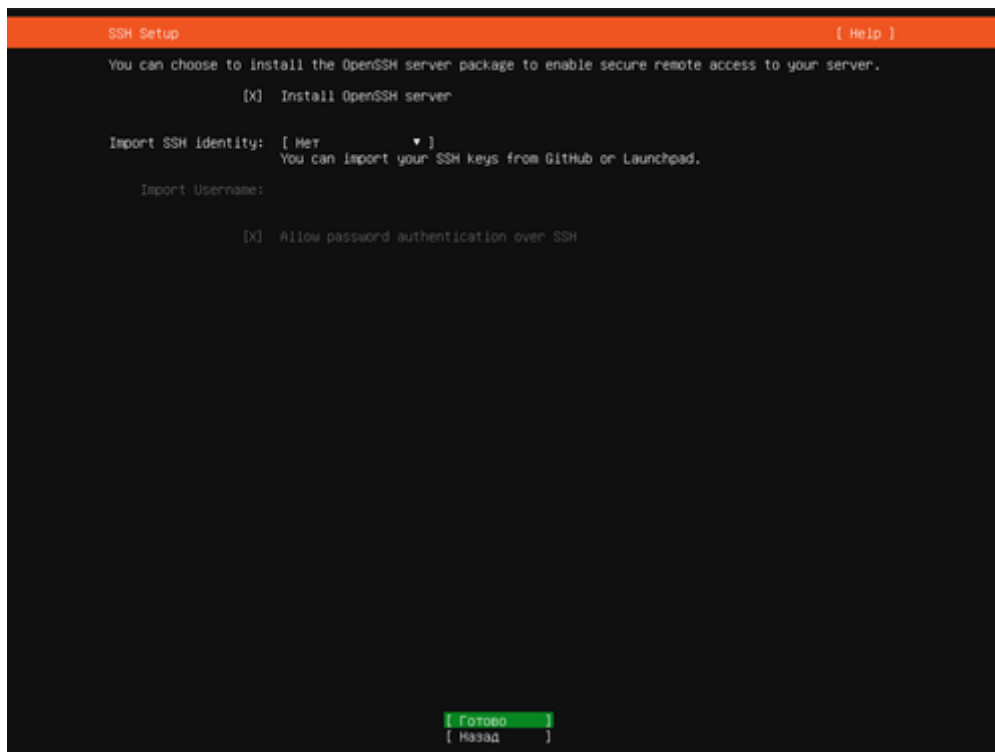 SSH Setup [ Help ]
You can choose to install the OpenSSH server package to enable secure remote access to your server.
[X] Install OpenSSH server
Import SSH identity: [ Нет ▾ ]
You can import your SSH keys from GitHub or Launchpad.
Import Username:
[X] Allow password authentication over SSH
[ Готово ]
[ Назад ]